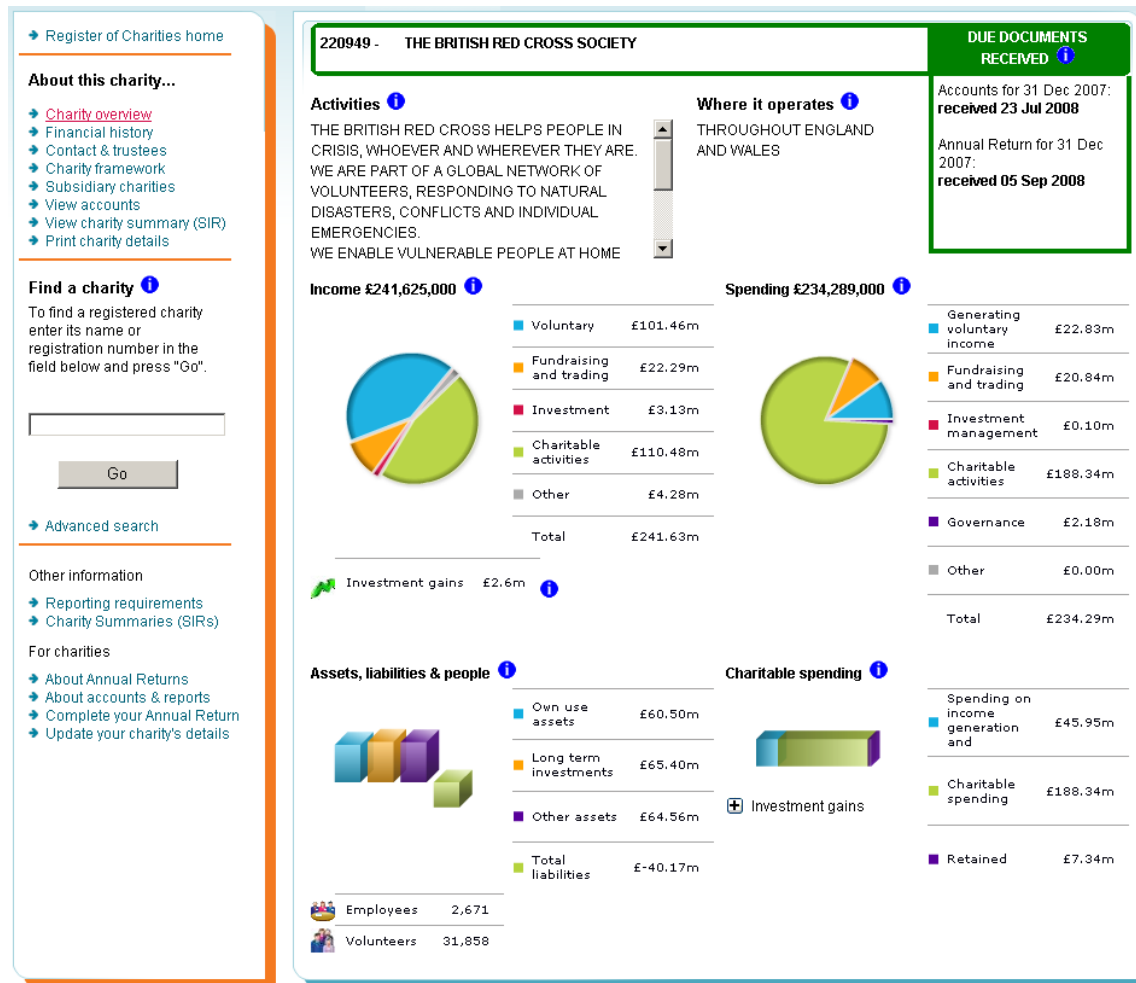 Register of Charities home
About this charity...
Charity overview
Financial history
Contact & trustees
Charity framework
Subsidiary charities
View accounts
View charity summary (SIR)
Print charity details
Find a charity
To find a registered charity
enter its name or
registration number in the
field below and press "Go".
Go
Advanced search
Other information
Reporting requirements
Charity Summaries (SIRs)
For charities
About Annual Returns
About accounts & reports
Complete your Annual Return
Update your charity's details
220949 - THE BRITISH RED CROSS SOCIETY
DUE DOCUMENTS
RECEIVED
Accounts for 31 Dec 2007:
received 23 Jul 2008
Annual Return for 31 Dec
2007:
received 05 Sep 2008
Activities
THE BRITISH RED CROSS HELPS PEOPLE IN
CRISIS, WHOEVER AND WHEREVER THEY ARE.
WE ARE PART OF A GLOBAL NETWORK OF
VOLUNTEERS, RESPONDING TO NATURAL
DISASTERS, CONFLICTS AND INDIVIDUAL
EMERGENCIES.
WE ENABLE VULNERABLE PEOPLE AT HOME
Where it operates
THROUGHOUT ENGLAND
AND WALES
Income £241,625,000
Voluntary £101.46m
Fundraising
and trading £22.29m
Investment £3.13m
Charitable
activities £110.48m
Other £4.28m
Total £241.63m
Investment gains £2.6m
Spending £234,289,000
Generating
voluntary
income £22.83m
Fundraising
and trading £20.84m
Investment
management £0.10m
Charitable
activities £188.34m
Governance £2.18m
Other £0.00m
Total £234.29m
Assets, liabilities & people
Own use
assets £60.50m
Long term
investments £65.40m
Other assets £64.56m
Total
liabilities £-40.17m
Employees 2,671
Volunteers 31,858
Charitable spending
Investment gains
Spending on
income
generation
and £45.95m
Charitable
spending £188.34m
Retained £7.34m